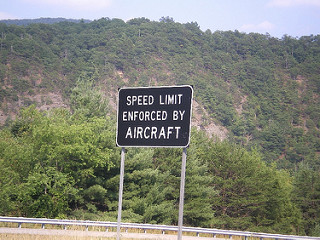 SPEED LIMIT
ENFORCED BY
AIRCRAFT